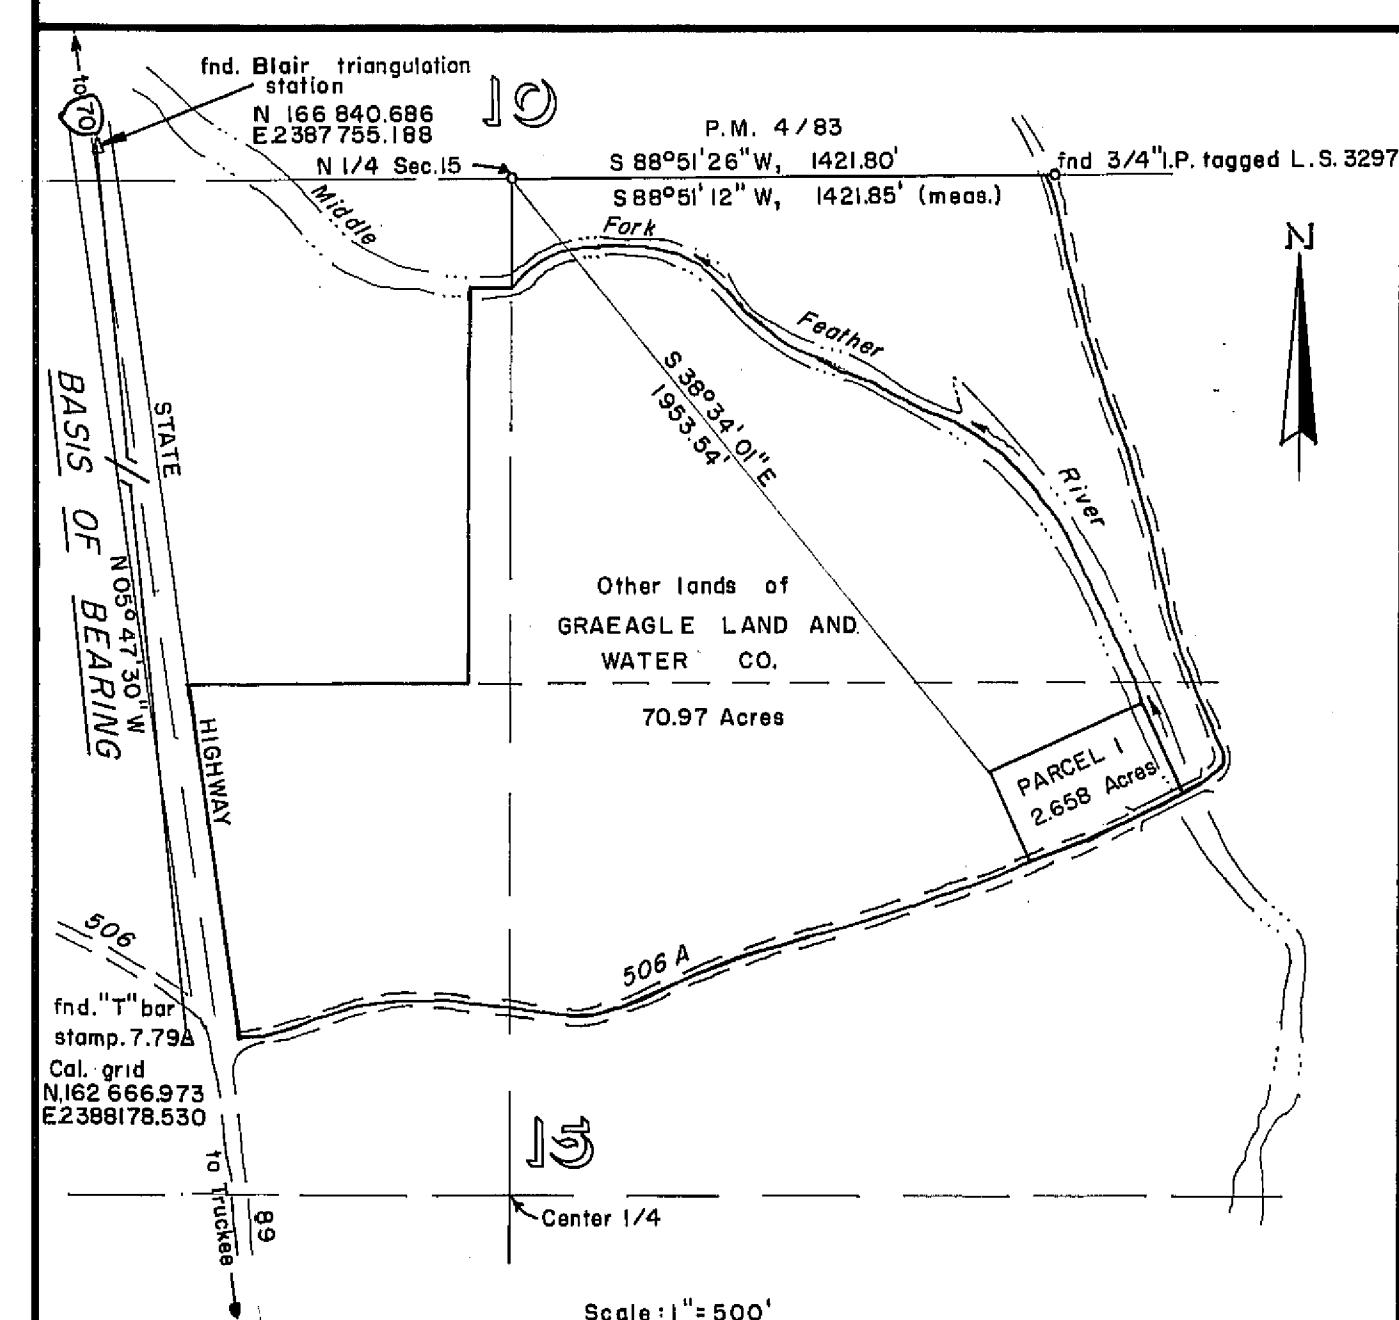 to 70
fnd. Blair triangulation
station
N 166 840.686
E.2387 755.188
10
N 1/4 Sec.15
P.M. 4/83
S 88°51'26"W, 1421.80'
S 88°51'12"W, 1421.85' (meas.)
fnd 3/4"I.P. tagged L.S. 3297
N
Middle
Fork
Feather
River
S 38°34'01"E
1953.54'
STATE
HIGHWAY
BASIS OF BEARING
N 05°47'30"W
Other lands of
GRAEAGLE LAND AND
WATER CO.
70.97 Acres
PARCEL 1
2.658 Acres
506
506 A
fnd."T" bar
stamp. 7.79
Cal. grid
N,162 666.973
E.2388178.530
15
to Truckee
89
Center 1/4
Scale : 1"= 500'